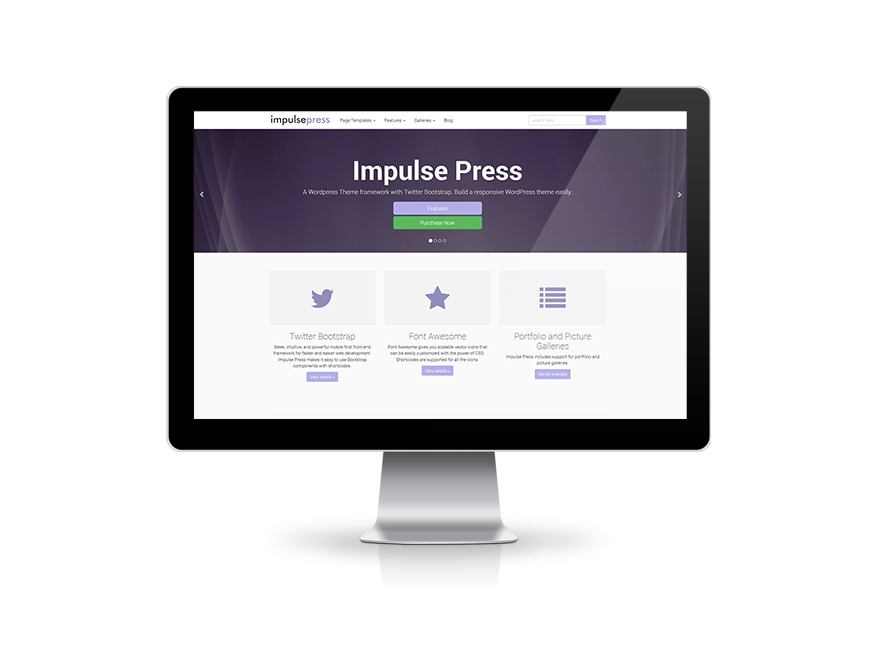 impulsepress Page Templates Features Galleries Blog search here ... Search
Impulse Press
A Wordpress Theme framework with Twitter Bootstrap. Build a responsive WordPress theme easily.
Features
Purchase Now
Twitter Bootstrap
Sleek, intuitive, and powerful mobile first front-end
framework for faster and easier web development.
Impulse Press makes it easy to use Bootstrap
components with shortcodes.
View details »
Font Awesome
Font Awesome gives you scalable vector icons that
can be easily customized with the power of CSS.
Shortcodes are supported for all the icons.
View details »
Portfolio and Picture
Galleries
Impulse Press includes support for portfolio and
picture galleries.
See an example